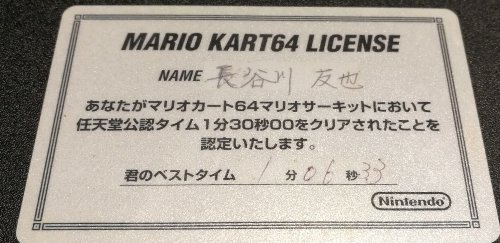 MARIO KART64 LICENSE
NAME 長谷川 友也
あなたがマリオカート64マリオサーキットにおいて
任天堂公認タイム1分30秒00をクリアされたことを
認定いたします。
君のベストタイム 1 分 06 秒 33
Nintendo